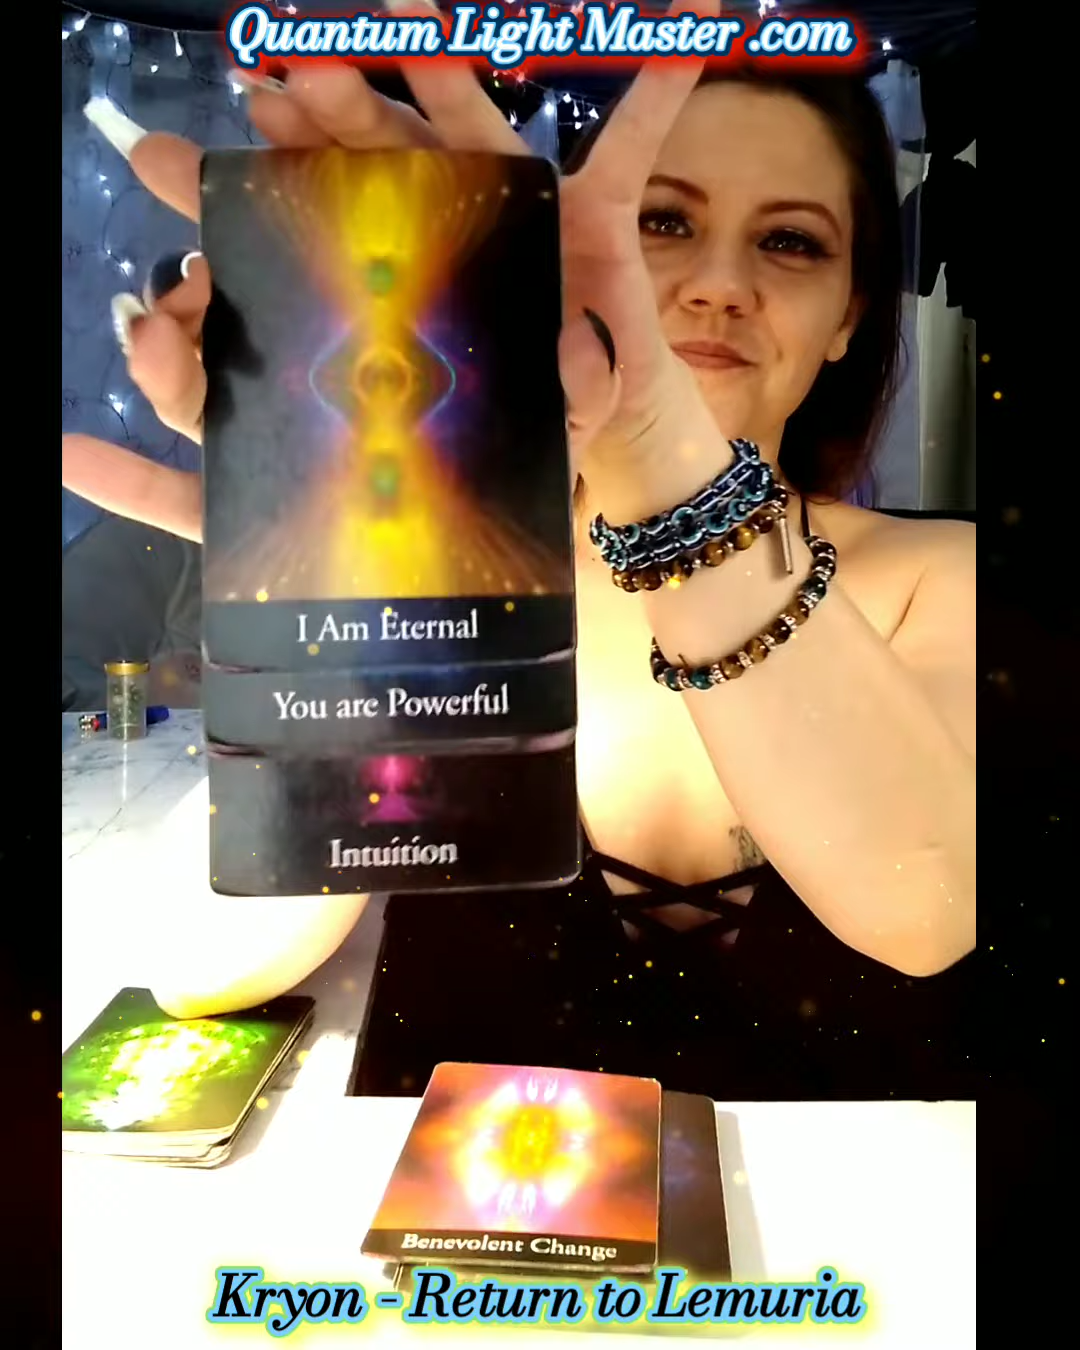 Quantum Light Master .com
I Am Eternal
You are Powerful
Intuition
Benevolent Change
Kryon - Return to Lemuria